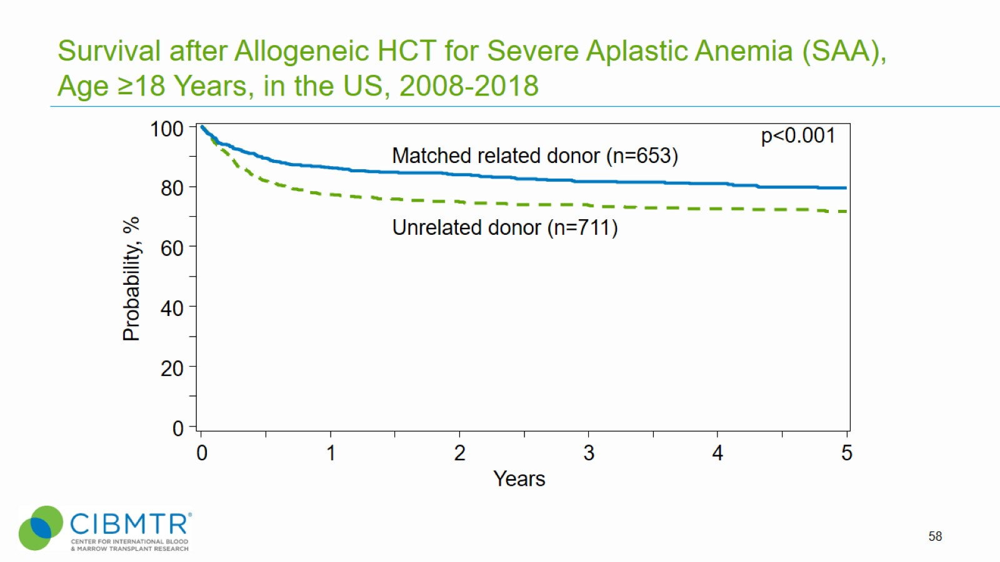 Survival after Allogeneic HCT for Severe Aplastic Anemia (SAA),
Age ≥18 Years, in the US, 2008-2018
p<0.001
Matched related donor (n=653)
Unrelated donor (n=711)
Probability, %
100
80
60
40
20
0
0 1 2 3 4 5
Years
CIBMTR®
CENTER FOR INTERNATIONAL BLOOD
& MARROW TRANSPLANT RESEARCH
58